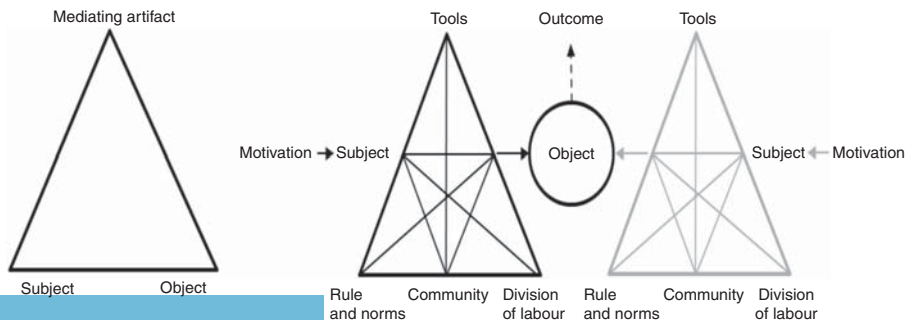 Mediating artifact
Subject
Object
Tools
Outcome
Tools
Motivation
Subject
Object
Subject
Motivation
Rule
and norms
Community
Division
of labour
Rule
and norms
Community
Division
of labour